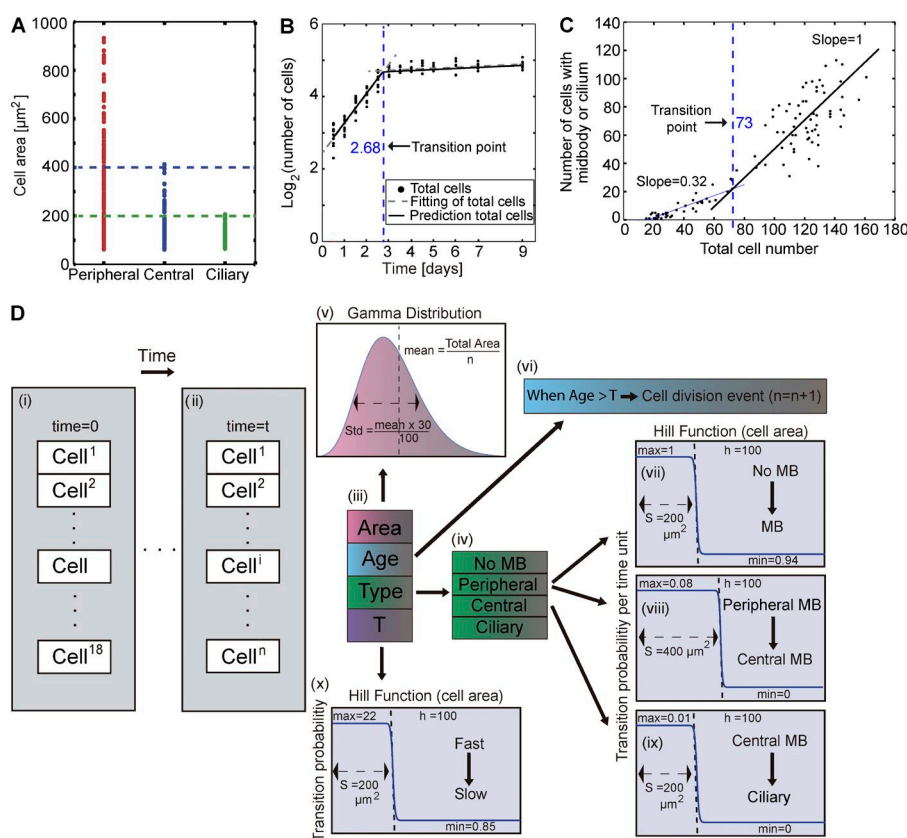 A
Cell area [µm²]
1000
800
600
400
200
0
Peripheral Central Ciliary
B
Log₂(number of cells)
6
4
2
0
2.68
Transition point
Total cells
Fitting of total cells
Prediction total cells
0 1 2 3 4 5 6 7 9
Time [days]
C
Number of cells with
midbody or cilium
140
120
100
80
60
40
20
0
Slope=1
Transition
point
73
Slope=0.32
0 20 40 60 80 100 120 140 160 180
Total cell number
D
Time
(i)
time=0
Cell¹
Cell²
Cell
Cell¹⁸
(ii)
time=t
Cell¹
Cell²
Cellⁱ
Cellⁿ
(v) Gamma Distribution
mean = Total Area
n
Std = mean x 30
100
(iii)
Area
Age
Type
T
(iv)
No MB
Peripheral
Central
Ciliary
(vi)
When Age >T → Cell division event (n=n+1)
Transition probability per time unit
Hill Function (cell area)
max=1 h =100
(vii)
No MB
MB
S =200
µm²
min=0.94
max=0.08 h =100
(viii)
Peripheral MB
Central MB
S =400 µm²
min=0
max=0.01 h =100
(ix)
Central MB
Ciliary
S =200
µm²
min=0
(x)
Hill Function (cell area)
Transition probabitliy
max=22 h =100
Fast
Slow
S =200
µm²
min=0.85